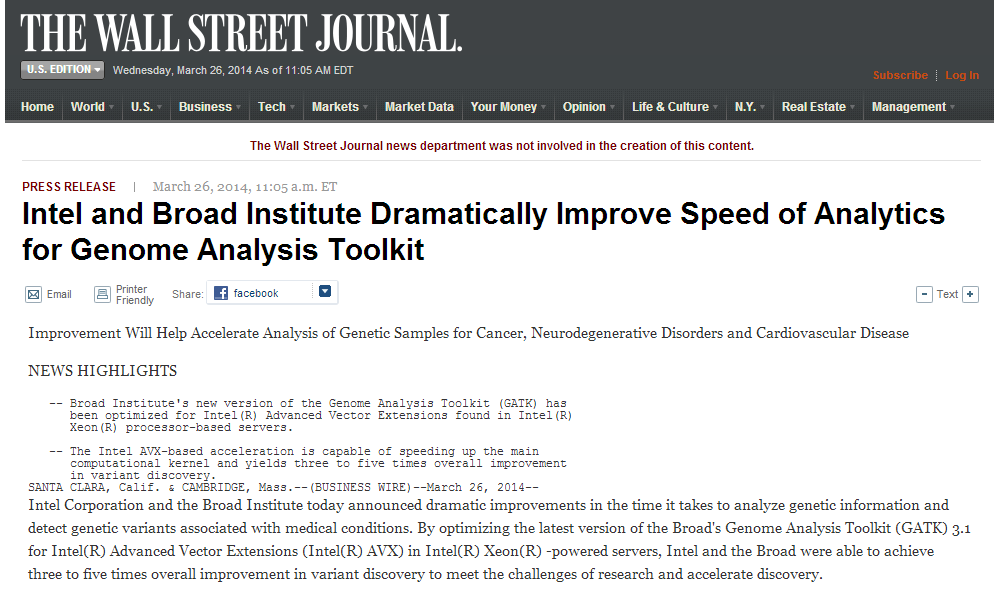 THE WALL STREET JOURNAL.
U.S. EDITION Wednesday, March 26, 2014 As of 11:05 AM EDT
Subscribe Log In
Home World U.S. Business Tech Markets Market Data Your Money Opinion Life & Culture N.Y. Real Estate Management
The Wall Street Journal news department was not involved in the creation of this content.
PRESS RELEASE | March 26, 2014, 11:05 a.m. ET
Intel and Broad Institute Dramatically Improve Speed of Analytics
for Genome Analysis Toolkit
Email Printer Friendly Share: facebook - Text +
Improvement Will Help Accelerate Analysis of Genetic Samples for Cancer, Neurodegenerative Disorders and Cardiovascular Disease
NEWS HIGHLIGHTS
-- Broad Institute's new version of the Genome Analysis Toolkit (GATK) has
been optimized for Intel(R) Advanced Vector Extensions found in Intel(R)
Xeon(R) processor-based servers.
-- The Intel AVX-based acceleration is capable of speeding up the main
computational kernel and yields three to five times overall improvement
in variant discovery.
SANTA CLARA, Calif. & CAMBRIDGE, Mass.--(BUSINESS WIRE)--March 26, 2014--
Intel Corporation and the Broad Institute today announced dramatic improvements in the time it takes to analyze genetic information and
detect genetic variants associated with medical conditions. By optimizing the latest version of the Broad's Genome Analysis Toolkit (GATK) 3.1
for Intel(R) Advanced Vector Extensions (Intel(R) AVX) in Intel(R) Xeon(R) -powered servers, Intel and the Broad were able to achieve
three to five times overall improvement in variant discovery to meet the challenges of research and accelerate discovery.